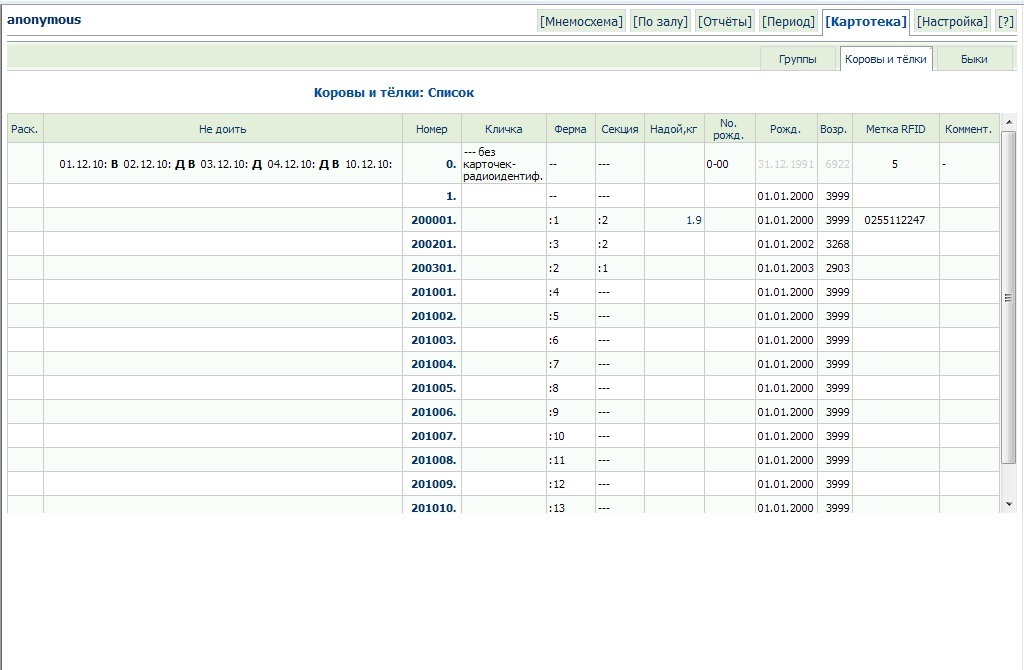 anonymous [Мнемосхема] [По залу] [Отчёты] [Период] [Картотека] [Настройка] [?]
Группы Коровы и тёлки Быки
Коровы и тёлки: Список
Раск. Не доить Номер Кличка Ферма Секция Надой,кг No. рожд. Рожд. Возр. Метка RFID Коммент.
01.12.10: В 02.12.10: Д В 03.12.10: Д 04.12.10: Д В 10.12.10: 0. --- без карточек-радиоидентиф. -- --- 0-00 31.12.1991 6922 5 -
1. -- --- 01.01.2000 3999
200001. :1 :2 1.9 01.01.2000 3999 0255112247
200201. :3 :2 01.01.2002 3268
200301. :2 :1 01.01.2003 2903
201001. :4 --- 01.01.2000 3999
201002. :5 --- 01.01.2000 3999
201003. :6 --- 01.01.2000 3999
201004. :7 --- 01.01.2000 3999
201005. :8 --- 01.01.2000 3999
201006. :9 --- 01.01.2000 3999
201007. :10 --- 01.01.2000 3999
201008. :11 --- 01.01.2000 3999
201009. :12 --- 01.01.2000 3999
201010. :13 --- 01.01.2000 3999